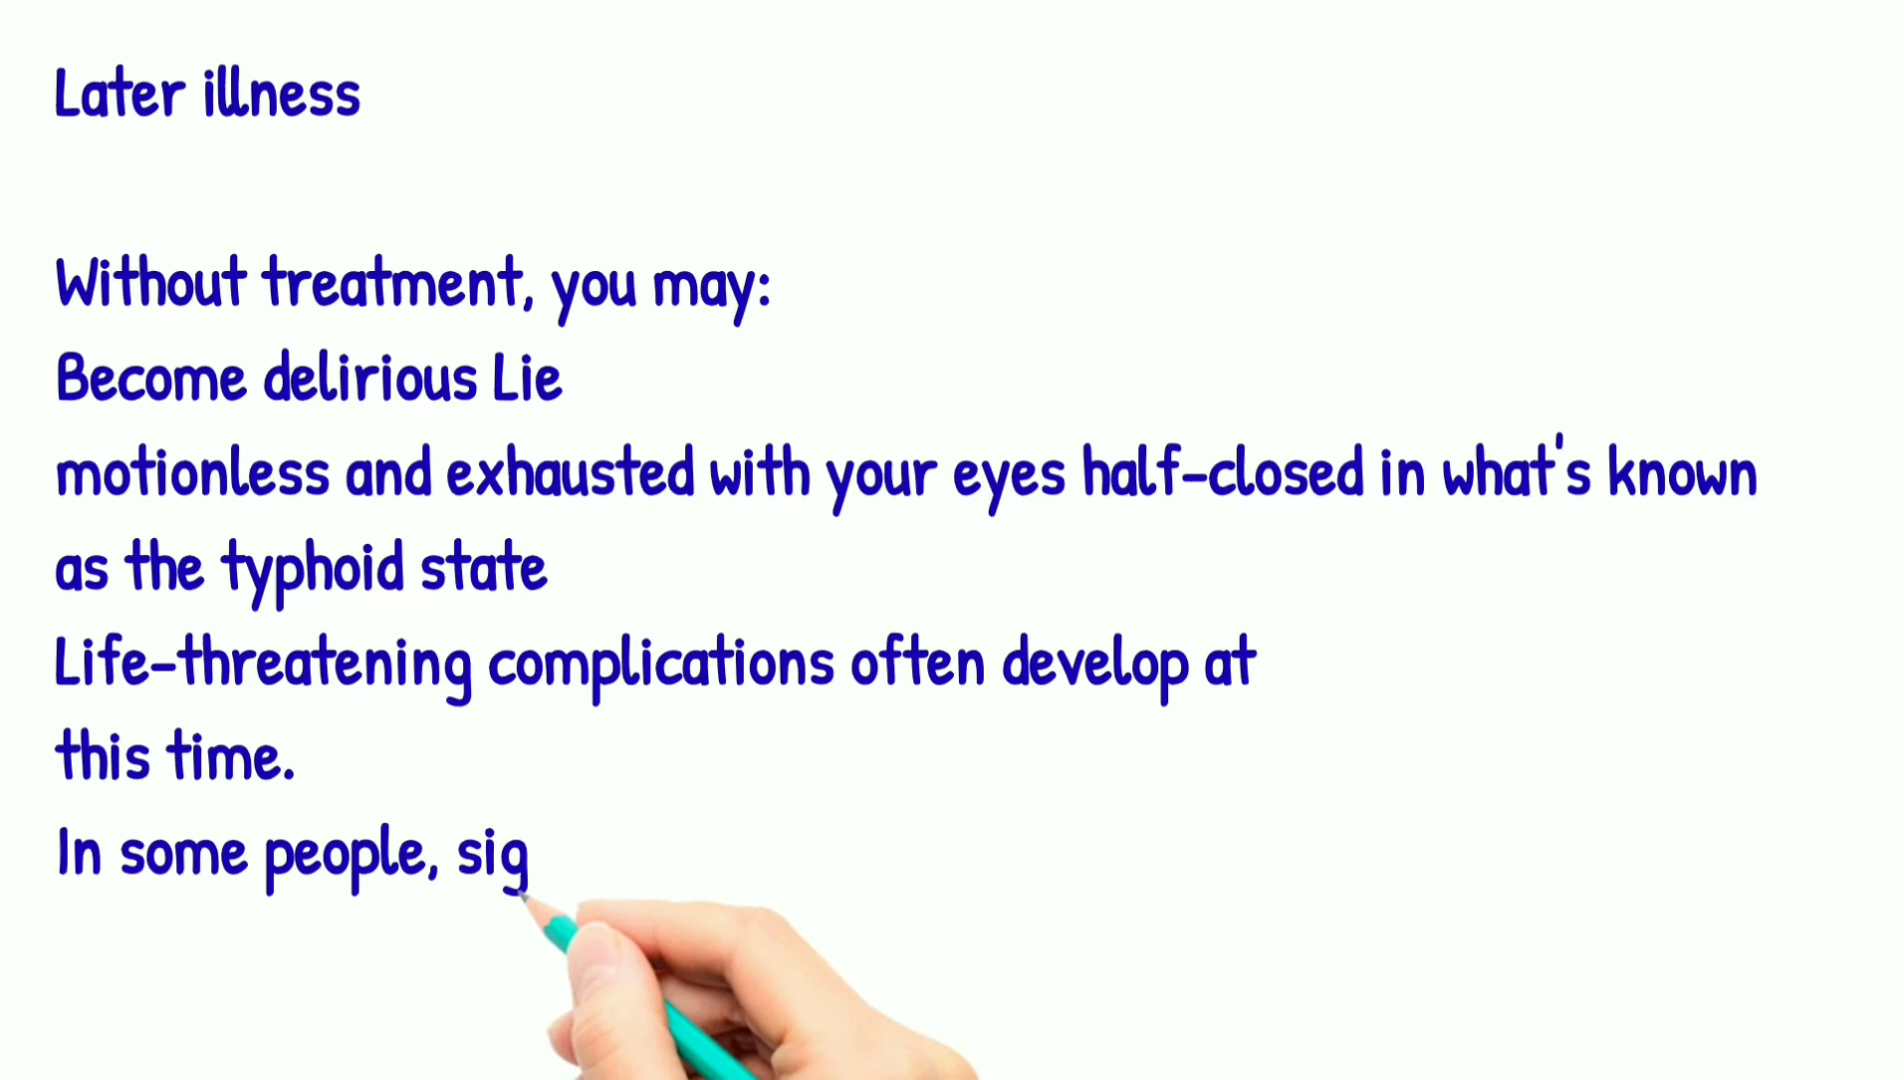 Later illness
Without treatment, you may:
Become delirious Lie
motionless and exhausted with your eyes half-closed in what's known
as the typhoid state
Life-threatening complications often develop at
this time.
In some people, sig